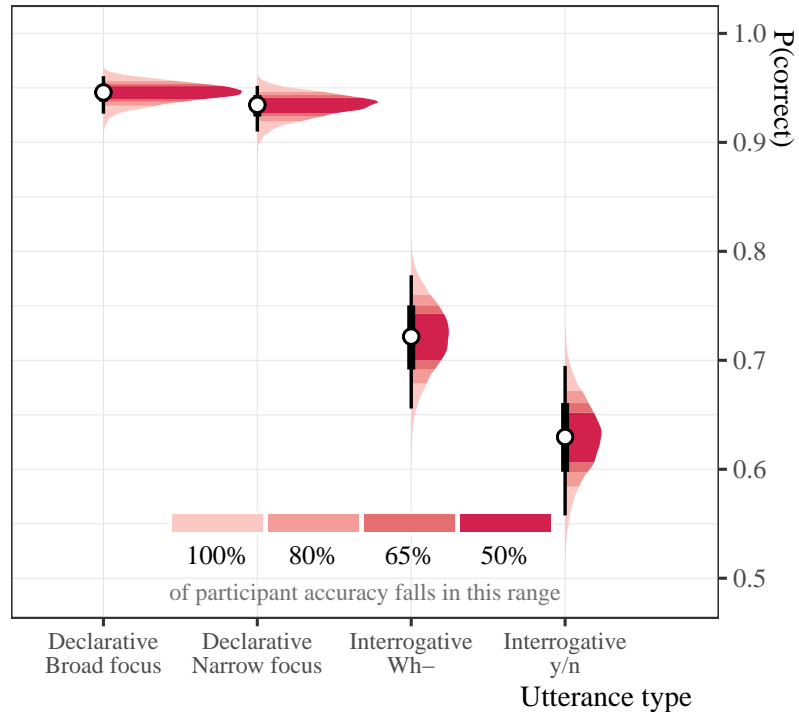 1.0
P(correct)
0.9
0.8
0.7
0.6
0.5
100% 80% 65% 50%
of participant accuracy falls in this range
Declarative Declarative Interrogative Interrogative
Broad focus Narrow focus Wh− y/n
Utterance type